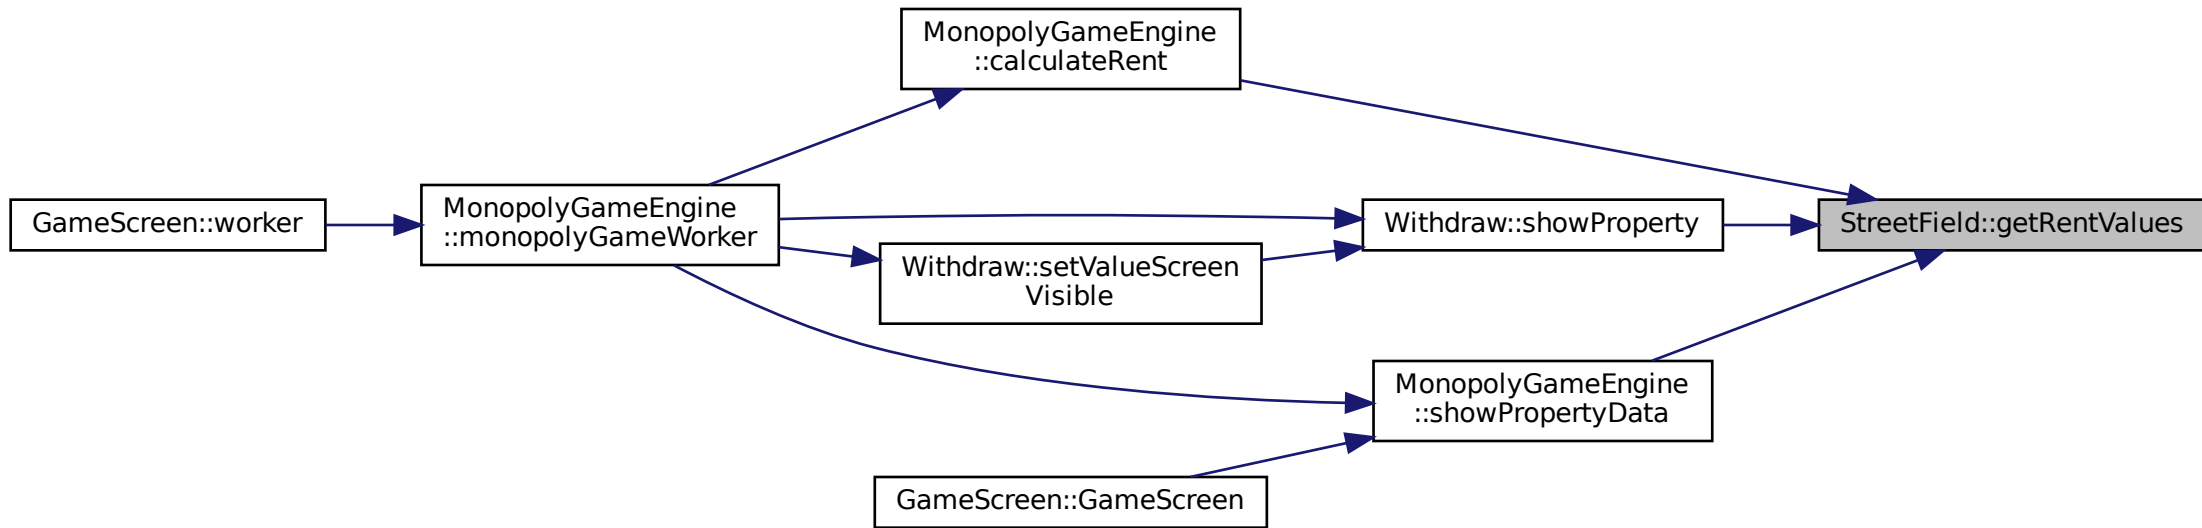 MonopolyGameEngine
::calculateRent
GameScreen::worker
MonopolyGameEngine
::monopolyGameWorker
Withdraw::showProperty
StreetField::getRentValues
Withdraw::setValueScreen
Visible
MonopolyGameEngine
::showPropertyData
GameScreen::GameScreen